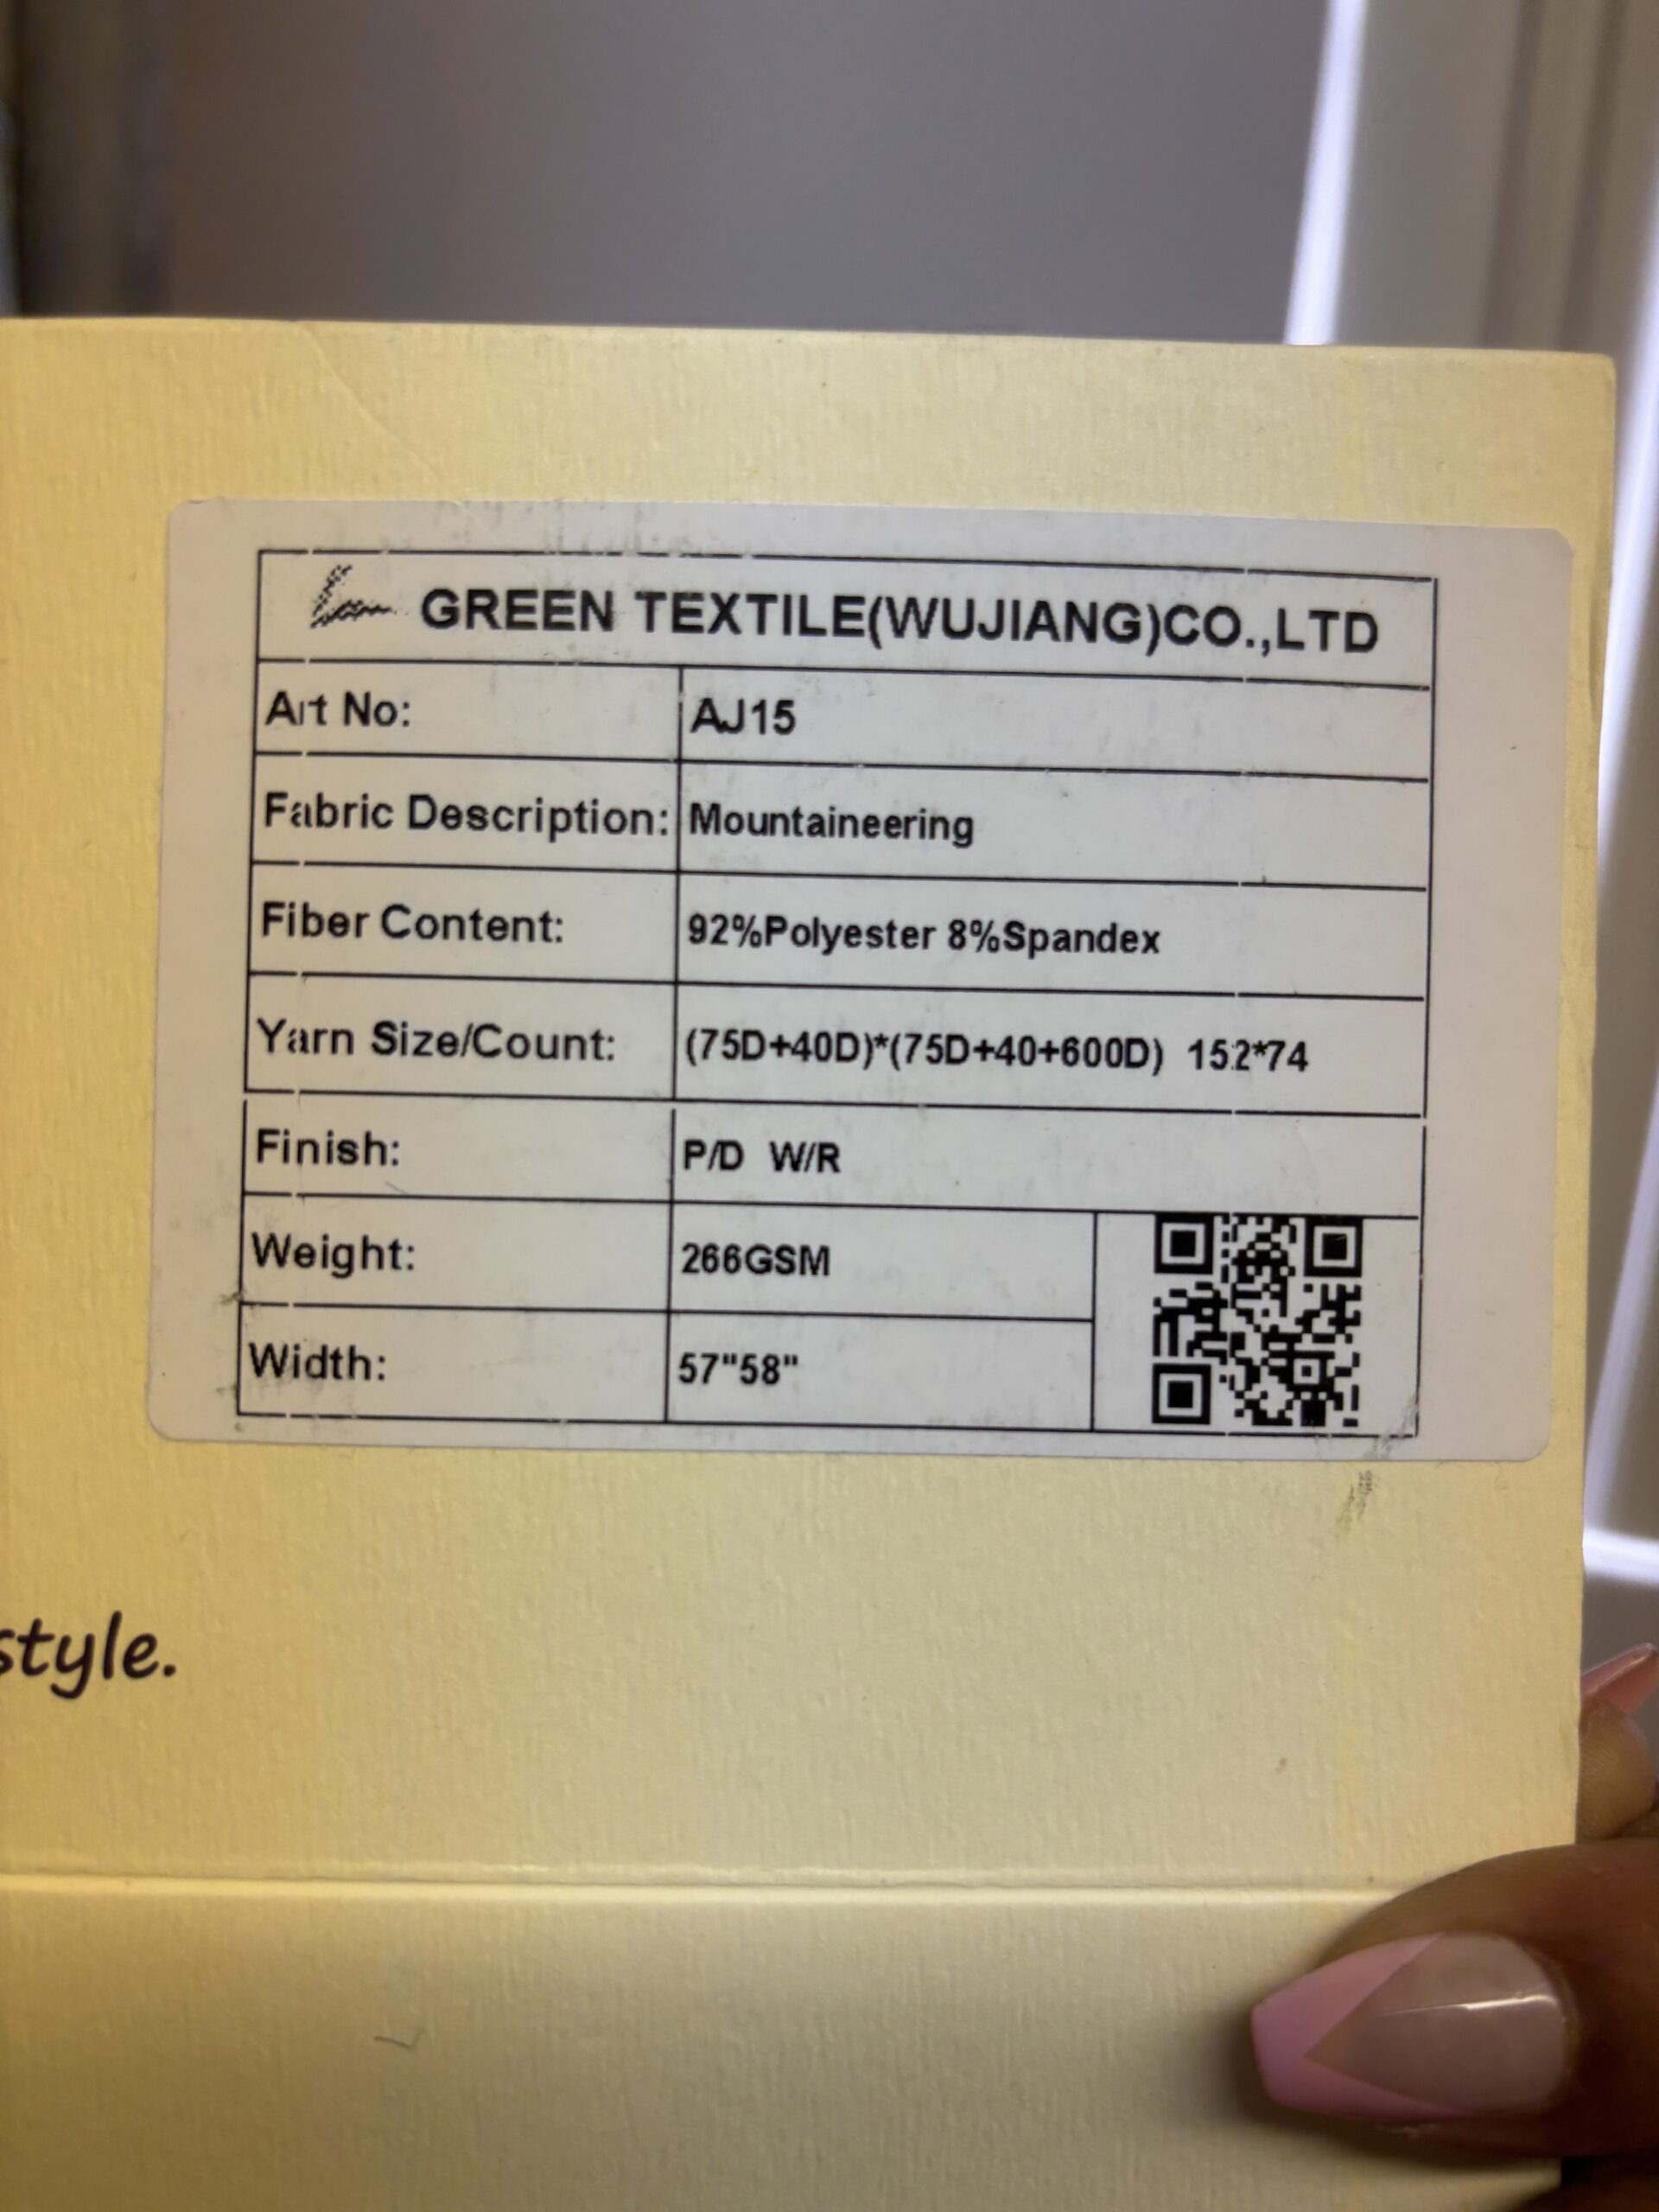 GREEN TEXTILE(WUJIANG)CO.,LTD
Art No: AJ15
Fabric Description: Mountaineering
Fiber Content: 92%Polyester 8%Spandex
Yarn Size/Count: (75D+40D)*(75D+40+600D) 152*74
Finish: P/D W/R
Weight: 266GSM
Width: 57"58"
style.